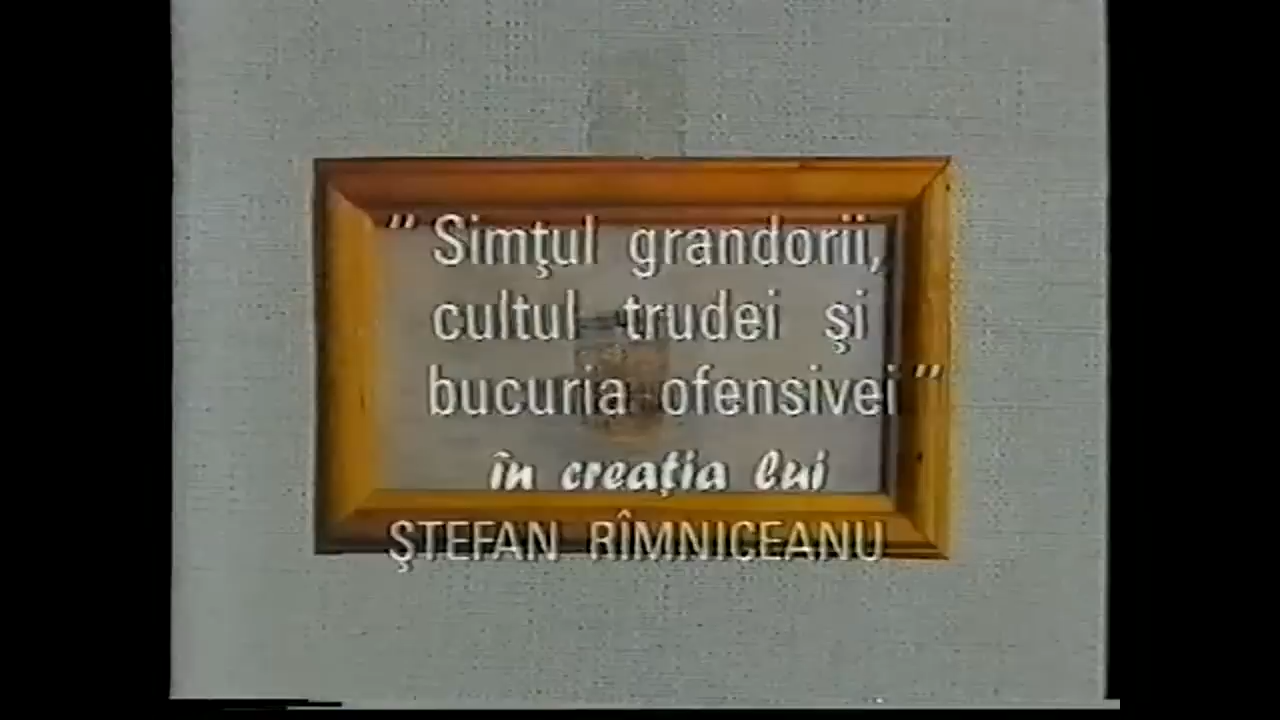 " Simţul grandorii,
cultul trudei şi
bucuria ofensivei "
în creaţia lui
ŞTEFAN RÎMNICEANU